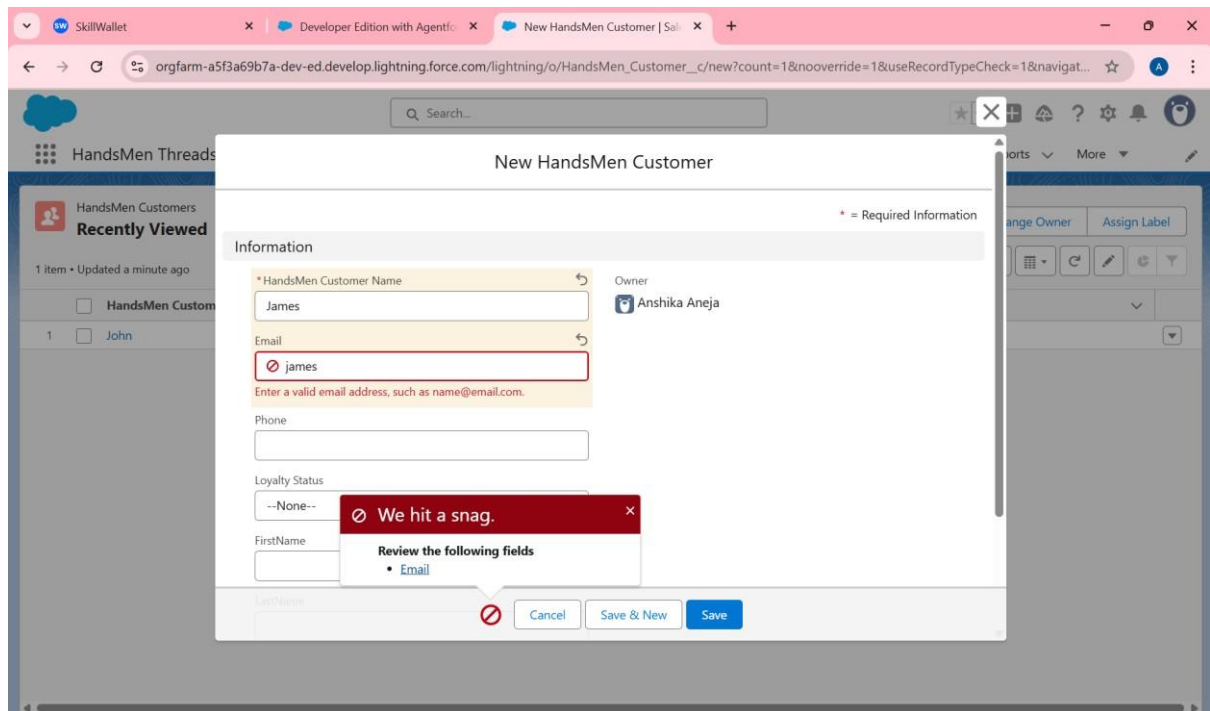 SkillWallet
Developer Edition with Agentfo
New HandsMen Customer | Sal
orgfarm-a5f3a69b7a-dev-ed.develop.lightning.force.com/lightning/o/HandsMen_Customer__c/new?count=1&nooverride=1&useRecordTypeCheck=1&navigat...
A
Search...
HandsMen Threads
orts
More
New HandsMen Customer
HandsMen Customers
Recently Viewed
ange Owner
Assign Label
* = Required Information
Information
1 item • Updated a minute ago
HandsMen Custom
1
John
*HandsMen Customer Name
James
Owner
Anshika Aneja
Email
james
Enter a valid email address, such as name@email.com.
Phone
Loyalty Status
--None--
FirstName
We hit a snag.
Review the following fields
• Email
LastName
Cancel
Save & New
Save